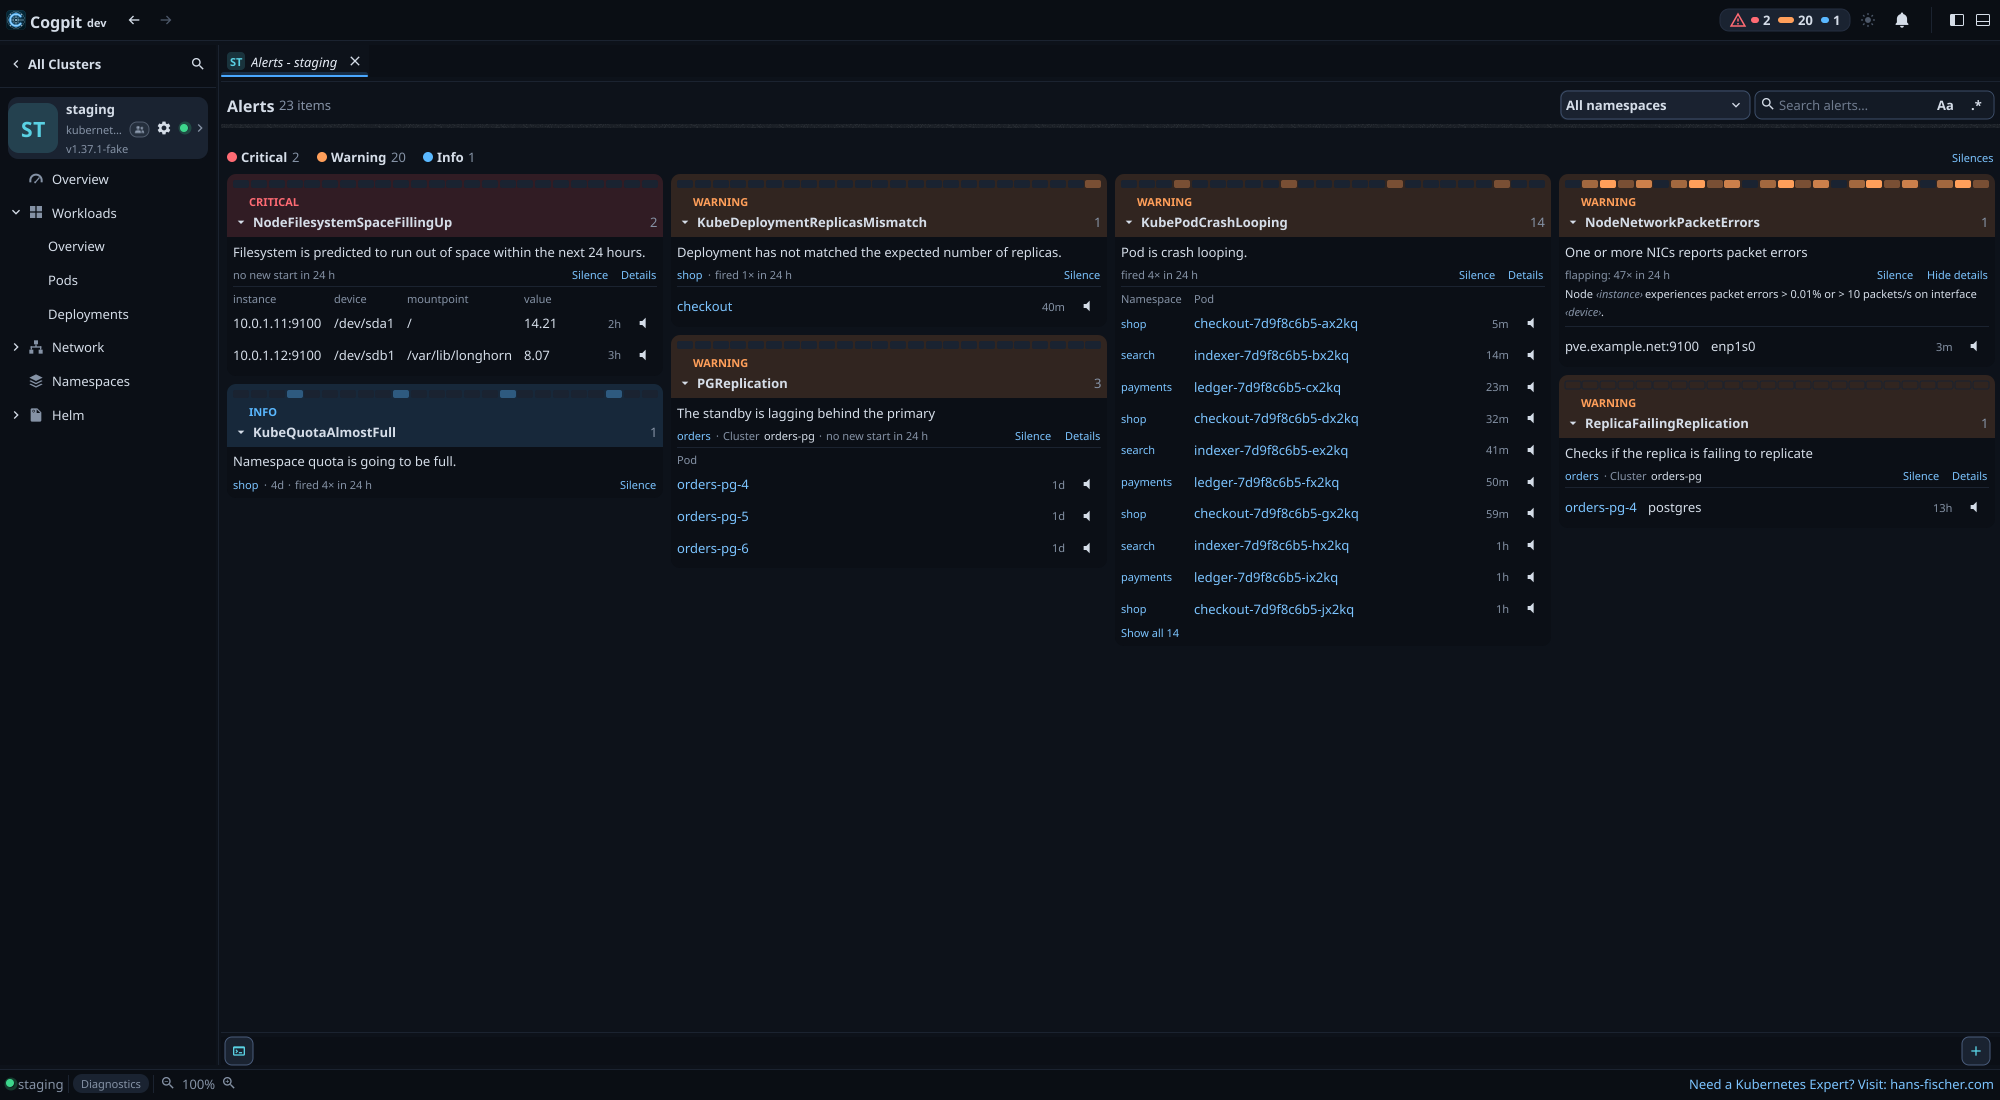 Cogpit dev
2 20 1
All Clusters
ST Alerts - staging
ST
staging
kubernet...
v1.37.1-fake
Overview
Workloads
Overview
Pods
Deployments
Network
Namespaces
Helm
Alerts 23 items
All namespaces
Search alerts...
Aa .*
Critical 2 Warning 20 Info 1
Silences
CRITICAL
NodeFilesystemSpaceFillingUp 2
Filesystem is predicted to run out of space within the next 24 hours.
no new start in 24 h Silence Details
instance device mountpoint value
10.0.1.11:9100 /dev/sda1 / 14.21 2h
10.0.1.12:9100 /dev/sdb1 /var/lib/longhorn 8.07 3h
INFO
KubeQuotaAlmostFull 1
Namespace quota is going to be full.
shop · 4d · fired 4× in 24 h Silence
WARNING
KubeDeploymentReplicasMismatch 1
Deployment has not matched the expected number of replicas.
shop · fired 1× in 24 h Silence
checkout 40m
WARNING
PGReplication 3
The standby is lagging behind the primary
orders · Cluster orders-pg · no new start in 24 h Silence Details
Pod
orders-pg-4 1d
orders-pg-5 1d
orders-pg-6 1d
WARNING
KubePodCrashLooping 14
Pod is crash looping.
fired 4× in 24 h Silence Details
Namespace Pod
shop checkout-7d9f8c6b5-ax2kq 5m
search indexer-7d9f8c6b5-bx2kq 14m
payments ledger-7d9f8c6b5-cx2kq 23m
shop checkout-7d9f8c6b5-dx2kq 32m
search indexer-7d9f8c6b5-ex2kq 41m
payments ledger-7d9f8c6b5-fx2kq 50m
shop checkout-7d9f8c6b5-gx2kq 59m
search indexer-7d9f8c6b5-hx2kq 1h
payments ledger-7d9f8c6b5-ix2kq 1h
shop checkout-7d9f8c6b5-jx2kq 1h
Show all 14
WARNING
NodeNetworkPacketErrors 1
One or more NICs reports packet errors
flapping: 47× in 24 h Silence Hide details
Node ‹instance› experiences packet errors > 0.01% or > 10 packets/s on interface
‹device›.
pve.example.net:9100 enp1s0 3m
WARNING
ReplicaFailingReplication 1
Checks if the replica is failing to replicate
orders · Cluster orders-pg Silence Details
orders-pg-4 postgres 13h
staging Diagnostics 100%
Need a Kubernetes Expert? Visit: hans-fischer.com